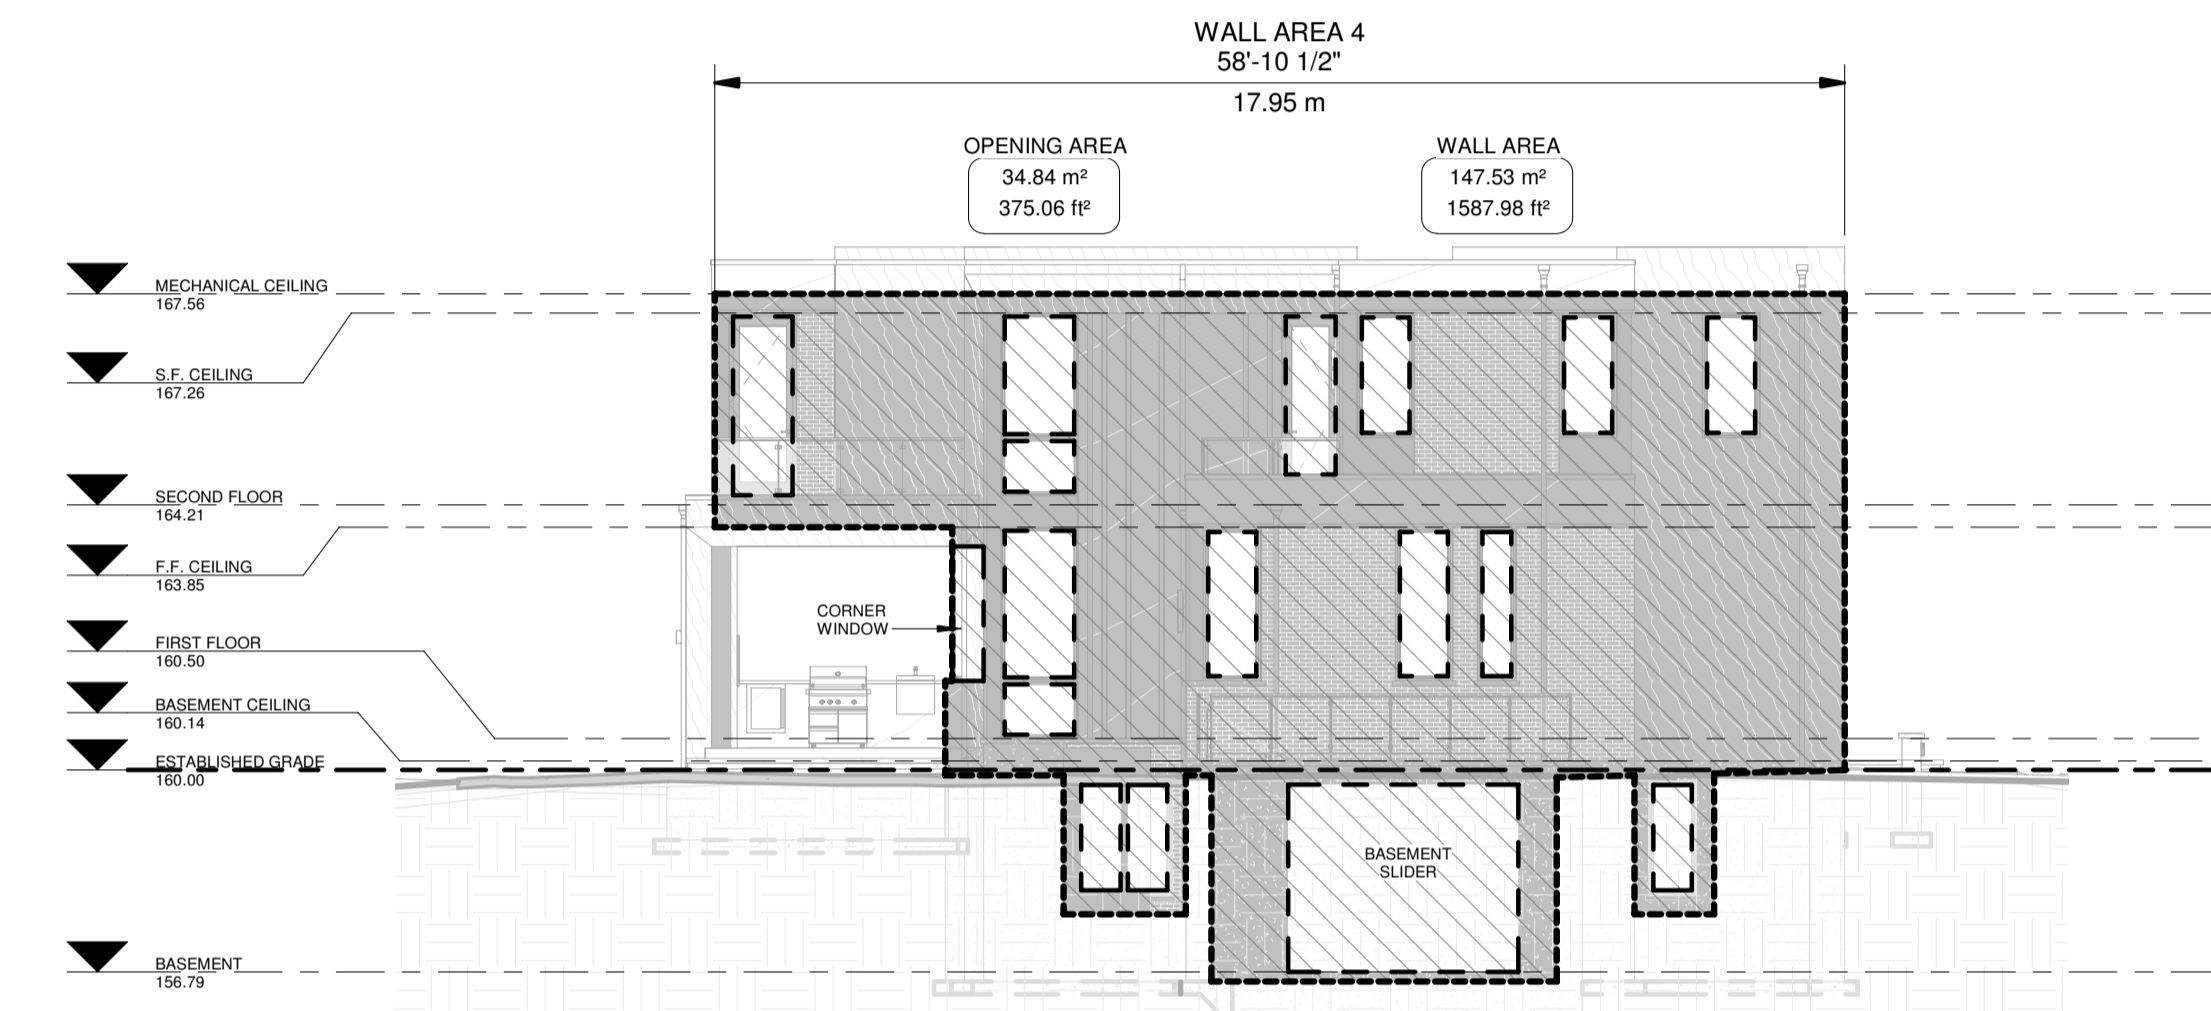 WALL AREA 4
58'-10 1/2"
17.95 m
OPENING AREA
34.84 m²
375.06 ft²
WALL AREA
147.53 m²
1587.98 ft²
MECHANICAL CEILING
167.56
S.F. CEILING
167.26
SECOND FLOOR
164.21
F.F. CEILING
163.85
CORNER
WINDOW
FIRST FLOOR
160.50
BASEMENT CEILING
160.14
ESTABLISHED GRADE
160.00
BASEMENT
SLIDER
BASEMENT
156.79